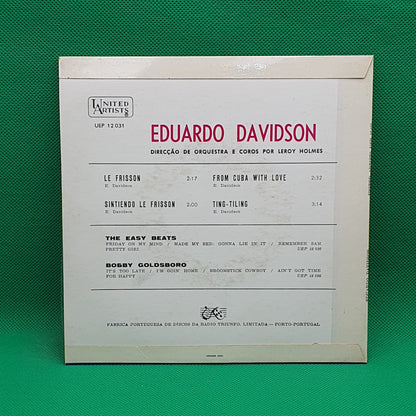 UNITED
ARTISTS
UEP 12 031
EDUARDO DAVIDSON
DIRECÇÃO DE ORQUESTRA E COROS POR LEROY HOLMES
LE FRISSON 2:17 FROM CUBA WITH LOVE 2:32
E. Davidson E. Davidson
SINTIENDO LE FRISSON 2.00 TING-TILING 3:14
E. Davidson E. Davidson
THE EASY BEATS
FRIDAY ON MY MIND / MADE MY BED: GONNA LIE IN IT / REMEMBER SAM
PRETTY GIRL UEP
BOBBY GOLDSBORO
IT'S TOO LATE / I'M GOIN' HOME / BROOMSTICK COWBOY / AIN'T GOT TIME
FOR HAPPY UEP
FÁBRICA PORTUGUESA DE DISCOS DA RÁDIO TRIUNFO, LIMITADA — PORTO-PORTUGAL